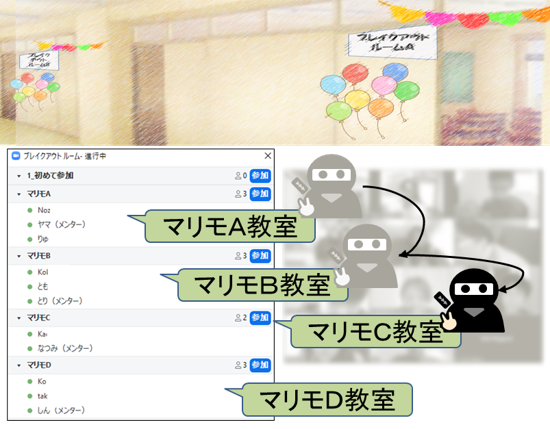 ブレイク
アウト
ルームB
ブレイクアウト
ルームA
ブレイクアウト ルーム - 進行中
1_初めて参加
0 参加
マリモA
3 参加
Noz
ヤマ（メンター）
りゅ
マリモB
3 参加
Kol
とも
とり（メンター）
マリモC
2 参加
Ka
なつみ（メンター）
マリモD
3 参加
Ko
tak
しん（メンター）
マリモA教室
マリモB教室
マリモC教室
マリモD教室